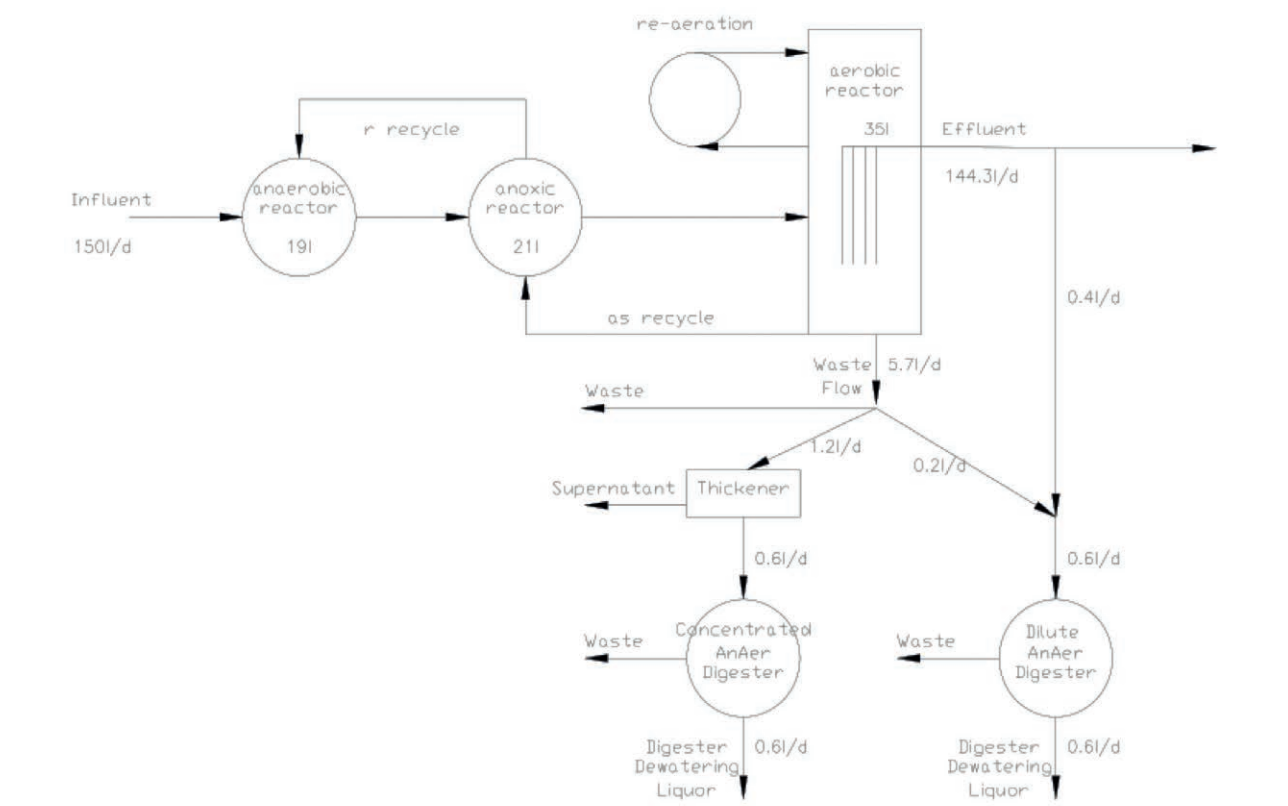 re-aeration
aerobic
reactor
35l
Effluent
144.3l/d
r recycle
Influent
150l/d
anaerobic
reactor
19l
anoxic
reactor
21l
0.4l/d
as recycle
Waste
Flow
5.7l/d
Waste
1.2l/d
0.2l/d
Supernatant
Thickener
0.6l/d
0.6l/d
Waste
Concentrated
AnAer
Digester
Waste
Dilute
AnAer
Digester
Digester
Dewatering
Liquor
0.6l/d
Digester
Dewatering
Liquor
0.6l/d